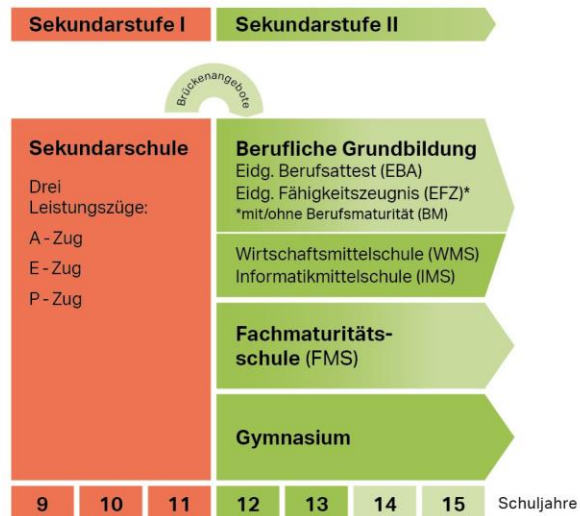 Sekundarstufe I
Sekundarstufe II
Brückenangebote
Sekundarschule
Drei
Leistungszüge:
A - Zug
E - Zug
P - Zug
Berufliche Grundbildung
Eidg. Berufsattest (EBA)
Eidg. Fähigkeitszeugnis (EFZ)*
*mit/ohne Berufsmaturität (BM)
Wirtschaftsmittelschule (WMS)
Informatikmittelschule (IMS)
Fachmaturitäts-
schule (FMS)
Gymnasium
9 10 11 12 13 14 15 Schuljahre